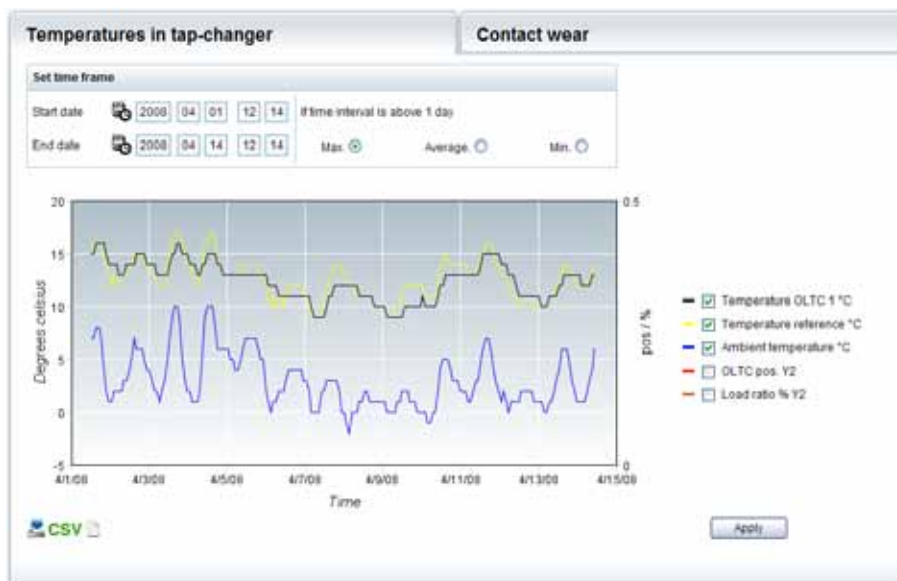 Temperatures in tap-changer
Contact wear
Set time frame
Start date 2008 04 01 12 14 If time interval is above 1 day
End date 2008 04 14 12 14 Max. Average. Min.
20
15
10
5
0
-5
Degrees celsius
0.5
0
pos / %
4/1/08 4/3/08 4/5/08 4/7/08 4/9/08 4/11/08 4/13/08 4/15/08
Time
Temperature OLTC 1 °C
Temperature reference °C
Ambient temperature °C
OLTC pos. Y2
Load ratio % Y2
CSV
Apply